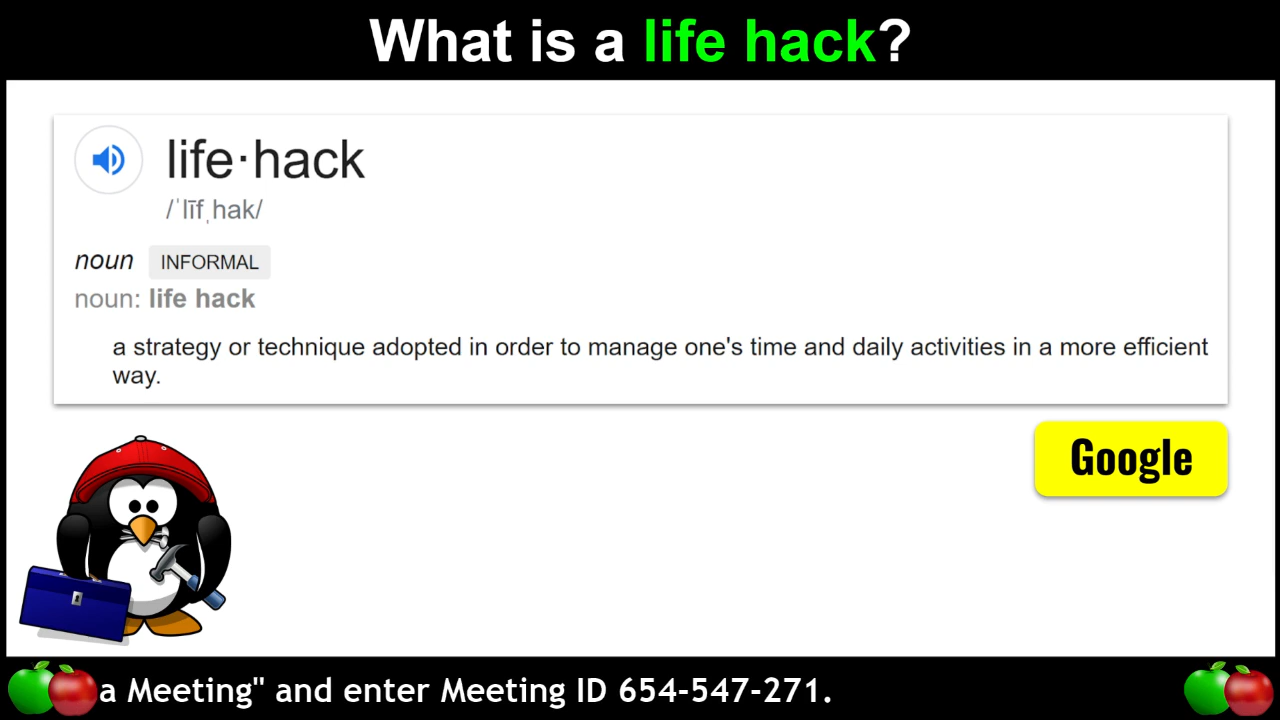 What is a life hack?
life·hack
/ˈlīfˌhak/
noun INFORMAL
noun: life hack
a strategy or technique adopted in order to manage one's time and daily activities in a more efficient
way.
Google
a Meeting" and enter Meeting ID 654-547-271.